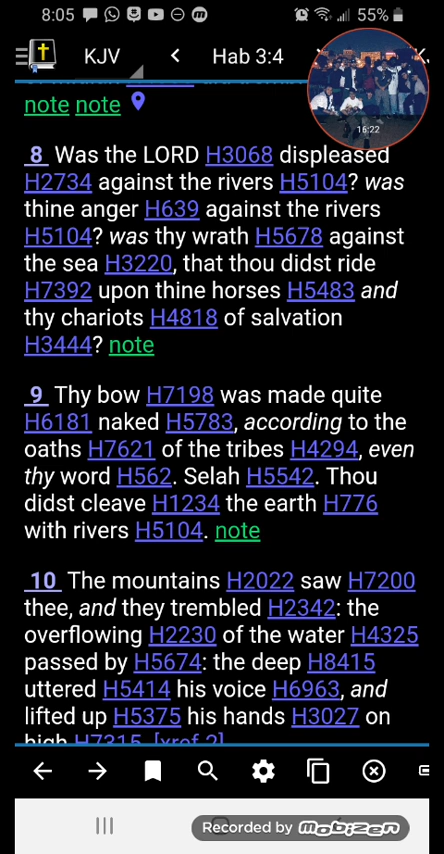 8:05 55%
KJV < Hab 3:4
16:22
note note
8 Was the LORD H3068 displeased
H2734 against the rivers H5104? was
thine anger H639 against the rivers
H5104? was thy wrath H5678 against
the sea H3220, that thou didst ride
H7392 upon thine horses H5483 and
thy chariots H4818 of salvation
H3444? note
9 Thy bow H7198 was made quite
H6181 naked H5783, according to the
oaths H7621 of the tribes H4294, even
thy word H562. Selah H5542. Thou
didst cleave H1234 the earth H776
with rivers H5104. note
10 The mountains H2022 saw H7200
thee, and they trembled H2342: the
overflowing H2230 of the water H4325
passed by H5674: the deep H8415
uttered H5414 his voice H6963, and
lifted up H5375 his hands H3027 on
high H7315. [xref 2]
Recorded by Mobizen